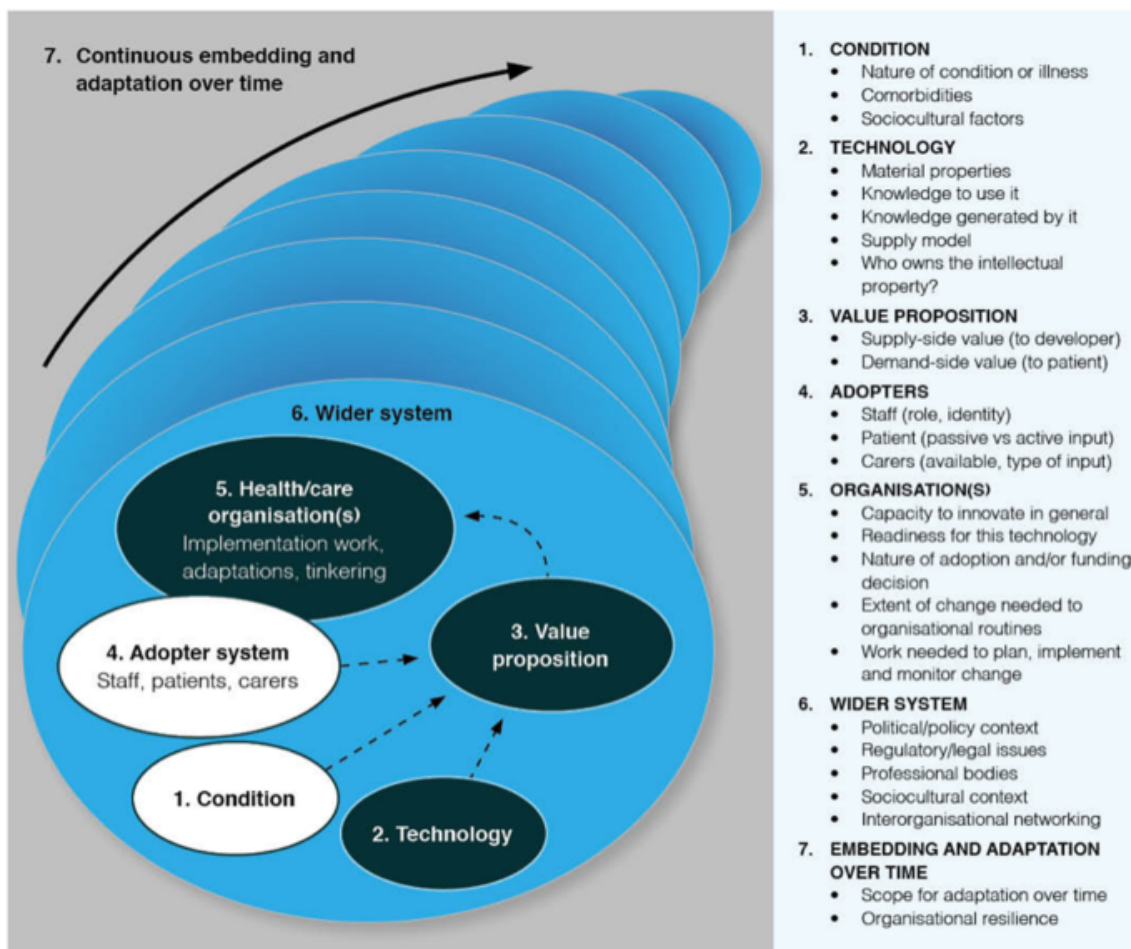 7. Continuous embedding and
adaptation over time
6. Wider system
5. Health/care
organisation(s)
Implementation work,
adaptations, tinkering
4. Adopter system
Staff, patients, carers
3. Value
proposition
1. Condition
2. Technology
1. CONDITION
• Nature of condition or illness
• Comorbidities
• Sociocultural factors
2. TECHNOLOGY
• Material properties
• Knowledge to use it
• Knowledge generated by it
• Supply model
• Who owns the intellectual
property?
3. VALUE PROPOSITION
• Supply-side value (to developer)
• Demand-side value (to patient)
4. ADOPTERS
• Staff (role, identity)
• Patient (passive vs active input)
• Carers (available, type of input)
5. ORGANISATION(S)
• Capacity to innovate in general
• Readiness for this technology
• Nature of adoption and/or funding
decision
• Extent of change needed to
organisational routines
• Work needed to plan, implement
and monitor change
6. WIDER SYSTEM
• Political/policy context
• Regulatory/legal issues
• Professional bodies
• Sociocultural context
• Interorganisational networking
7. EMBEDDING AND ADAPTATION
OVER TIME
• Scope for adaptation over time
• Organisational resilience